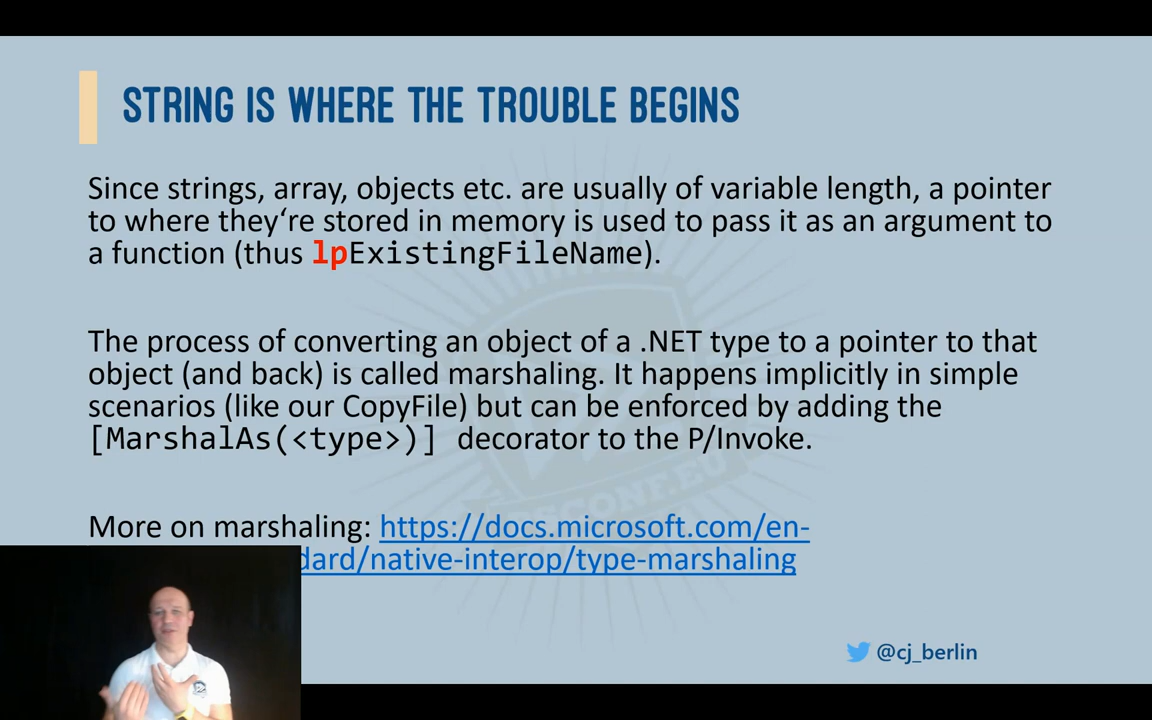 STRING IS WHERE THE TROUBLE BEGINS
Since strings, array, objects etc. are usually of variable length, a pointer
to where they‘re stored in memory is used to pass it as an argument to
a function (thus lpExistingFileName).
The process of converting an object of a .NET type to a pointer to that
object (and back) is called marshaling. It happens implicitly in simple
scenarios (like our CopyFile) but can be enforced by adding the
[MarshalAs(<type>)] decorator to the P/Invoke.
More on marshaling: https://docs.microsoft.com/en-
dard/native-interop/type-marshaling
PSCONF.EU
@cj_berlin